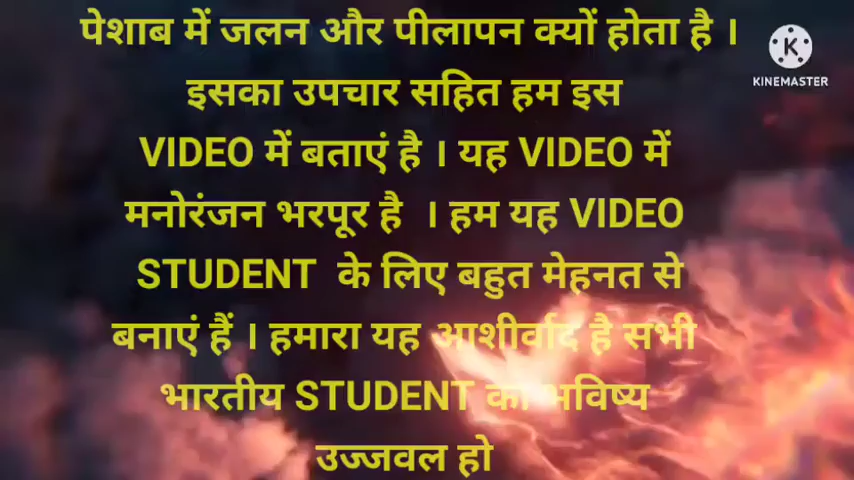 पेशाब में जलन और पीलापन क्यों होता है ।
इसका उपचार सहित हम इस
VIDEO में बताएं है । यह VIDEO में
मनोरंजन भरपूर है । हम यह VIDEO
STUDENT के लिए बहुत मेहनत से
बनाएं हैं । हमारा यह आशीर्वाद है सभी
भारतीय STUDENT का भविष्य
उज्जवल हो
K
KINEMASTER